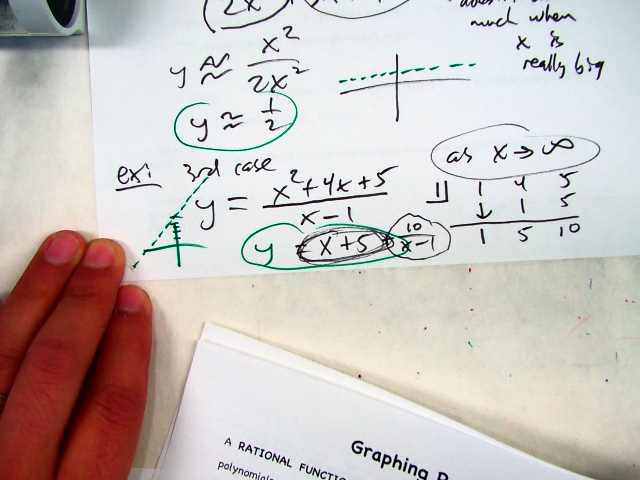 2x
much when
x is
really big
y ≈ x²/2x²
y ≈ 1/2
as x → ∞
ex: 3rd case
y = x²+4x+5/x-1
1| 1 4 5
↓ 1 5
1 5 10
y = x+5 + 10/x-1
Graphing
A RATIONAL FUNCTIO
polynomials